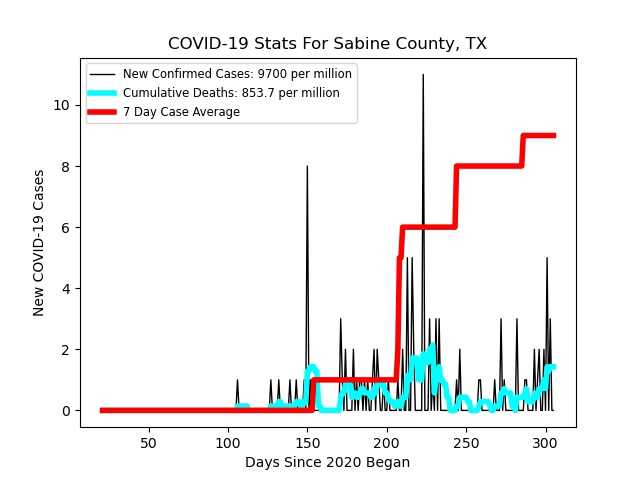 COVID-19 Stats For Sabine County, TX
New Confirmed Cases: 9700 per million
Cumulative Deaths: 853.7 per million
7 Day Case Average
New COVID-19 Cases
10
8
6
4
2
0
50 100 150 200 250 300
Days Since 2020 Began